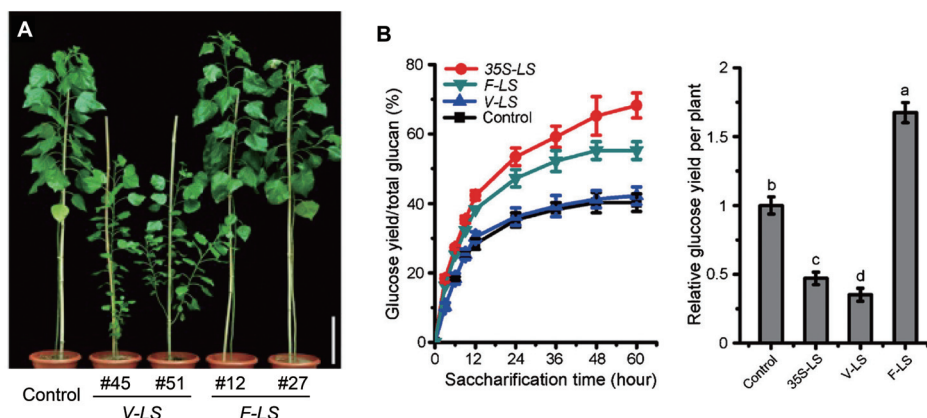 A
Control
#45 #51 #12 #27
V-LS F-LS
B
Glucose yield/total glucan (%)
80
60
40
20
0
35S-LS
F-LS
V-LS
Control
0 12 24 36 48 60
Saccharification time (hour)
Relative glucose yield per plant
2
1.5
1
0.5
0
b
c
d
a
Control 35S-LS V-LS F-LS